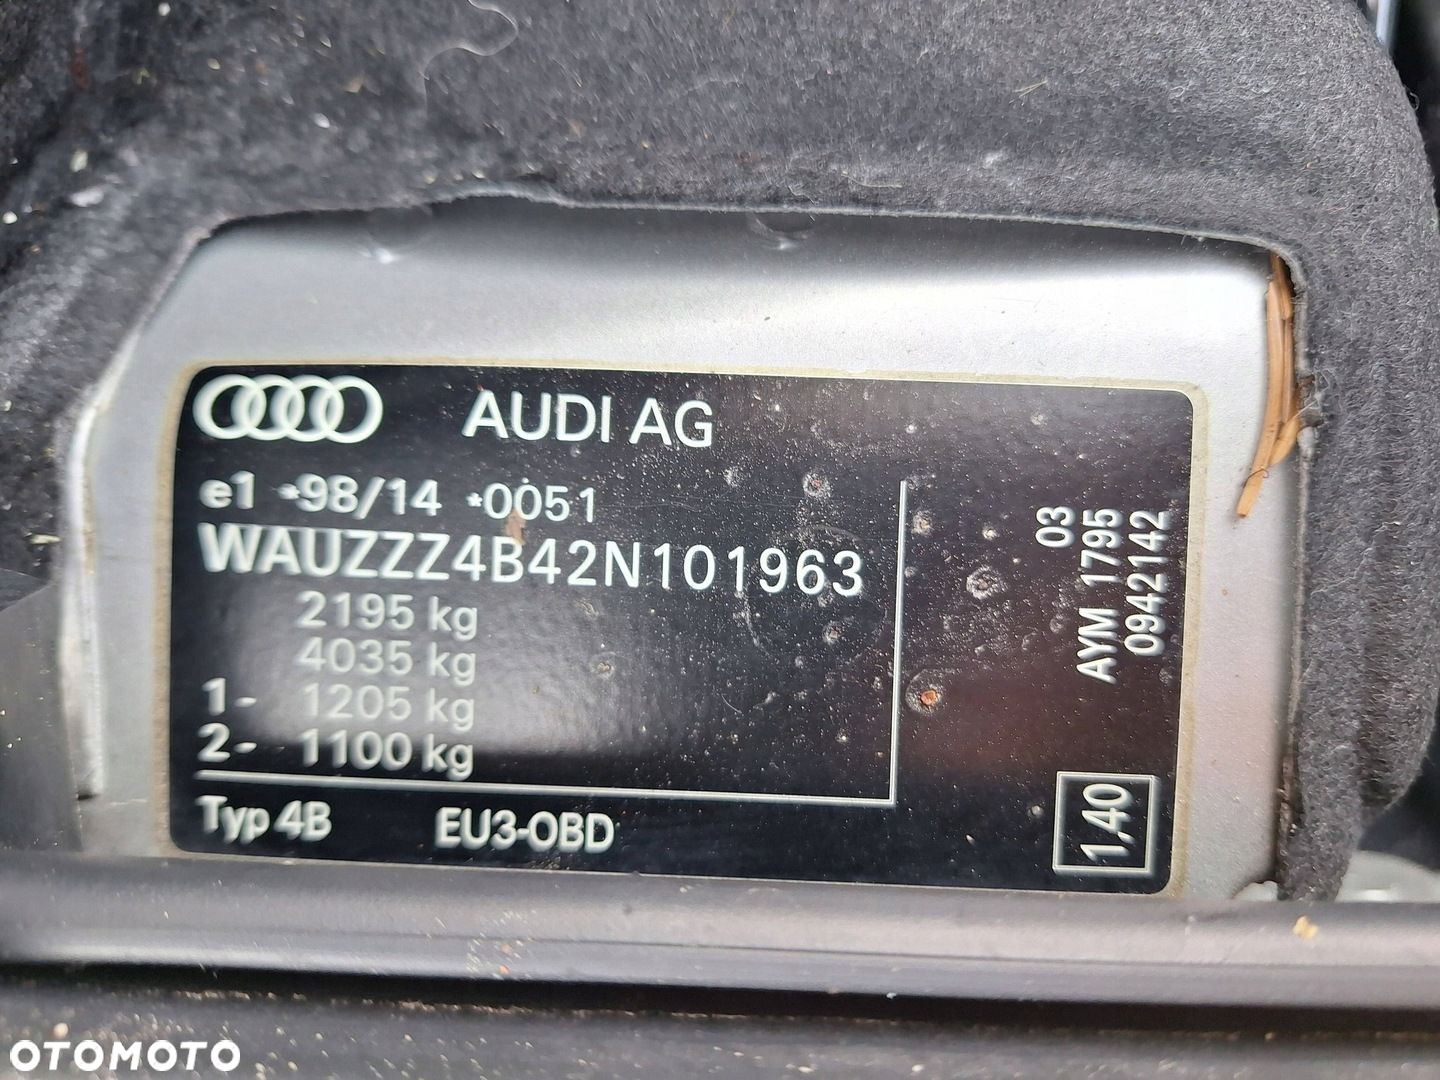 AUDI AG
e1 *98/14 *0051
WAUZZZ4B42N101963
2195 kg
4035 kg
1- 1205 kg
2- 1100 kg
Typ 4B EU3-OBD
03
AYM 1795
0942142
1,40
OTOMOTO